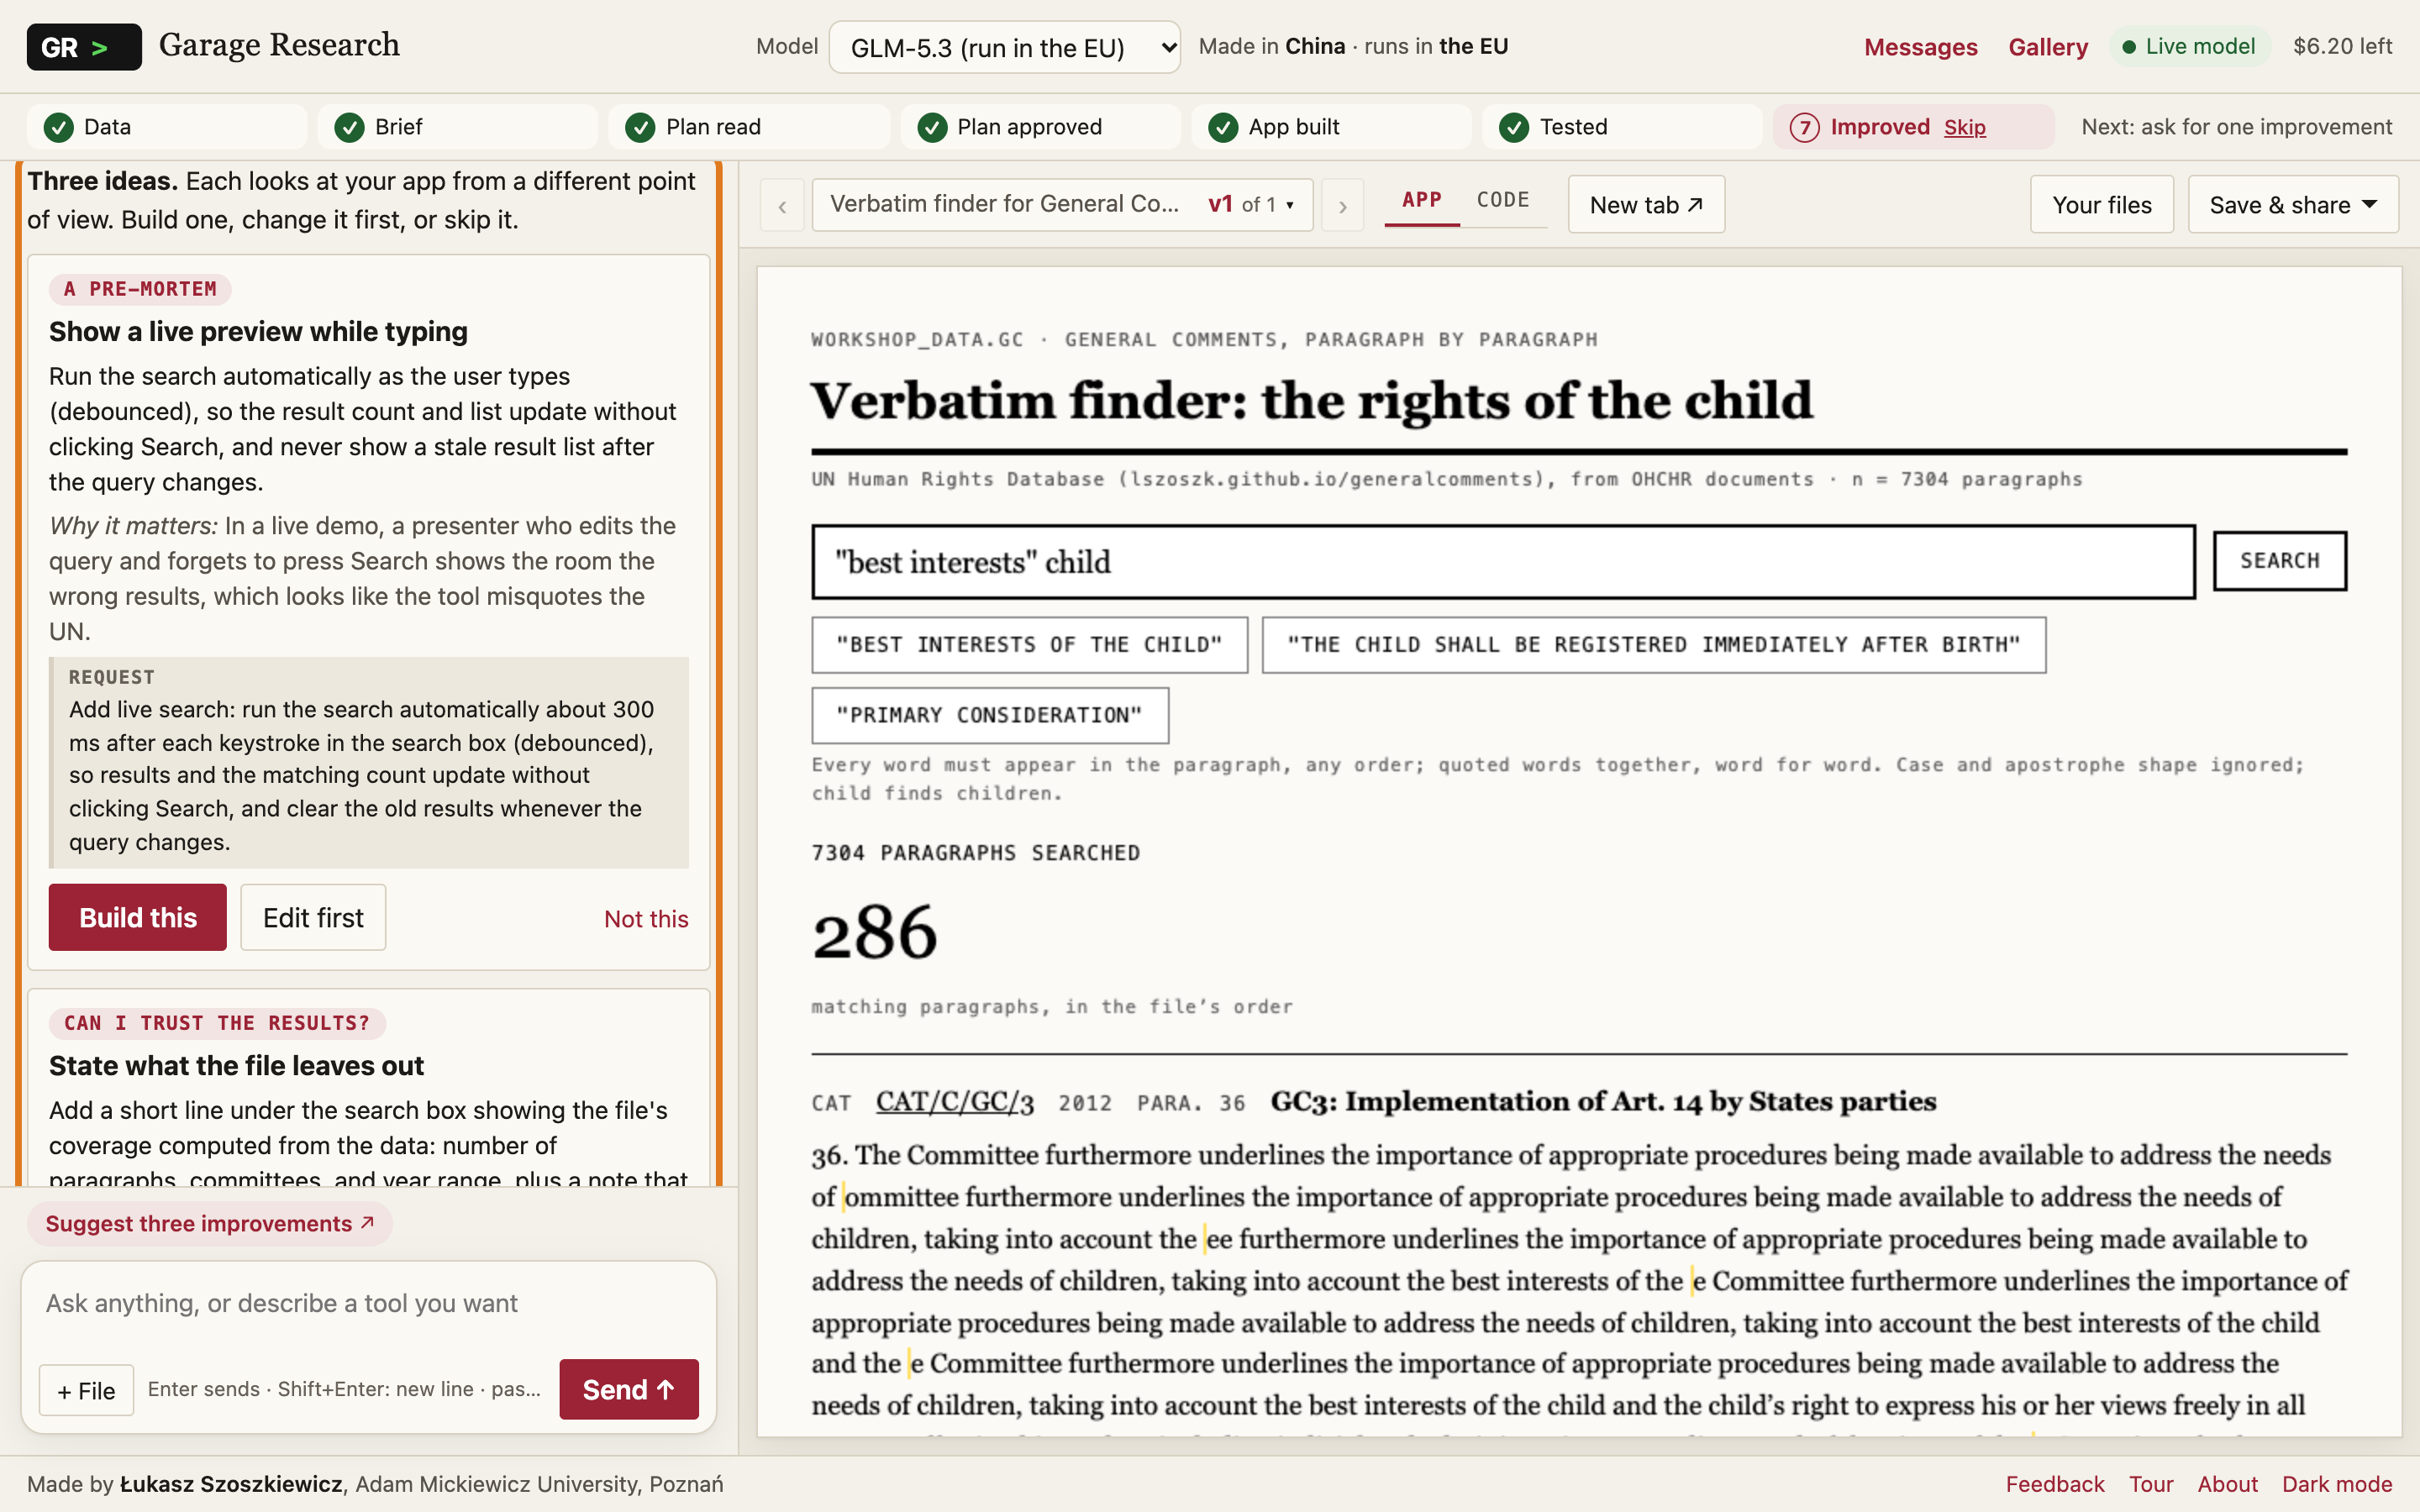 GR > Garage Research
Model GLM-5.3 (run in the EU) Made in China · runs in the EU
Messages Gallery Live model $6.20 left
Data Brief Plan read Plan approved App built Tested 7 Improved Skip Next: ask for one improvement
Three ideas. Each looks at your app from a different point
of view. Build one, change it first, or skip it.
A PRE-MORTEM
Show a live preview while typing
Run the search automatically as the user types
(debounced), so the result count and list update without
clicking Search, and never show a stale result list after
the query changes.
Why it matters: In a live demo, a presenter who edits the
query and forgets to press Search shows the room the
wrong results, which looks like the tool misquotes the
UN.
REQUEST
Add live search: run the search automatically about 300
ms after each keystroke in the search box (debounced),
so results and the matching count update without
clicking Search, and clear the old results whenever the
query changes.
Build this Edit first Not this
CAN I TRUST THE RESULTS?
State what the file leaves out
Add a short line under the search box showing the file's
coverage computed from the data: number of
paragraphs, committees, and year range, plus a note that
Suggest three improvements ↗
Ask anything, or describe a tool you want
+ File Enter sends · Shift+Enter: new line · pas... Send ↑
‹ Verbatim finder for General Co... v1 of 1 ▾ › APP CODE New tab ↗ Your files Save & share
WORKSHOP_DATA.GC · GENERAL COMMENTS, PARAGRAPH BY PARAGRAPH
Verbatim finder: the rights of the child
UN Human Rights Database (lszoszk.github.io/generalcomments), from OHCHR documents · n = 7304 paragraphs
"best interests" child SEARCH
"BEST INTERESTS OF THE CHILD" "THE CHILD SHALL BE REGISTERED IMMEDIATELY AFTER BIRTH"
"PRIMARY CONSIDERATION"
Every word must appear in the paragraph, any order; quoted words together, word for word. Case and apostrophe shape ignored;
child finds children.
7304 PARAGRAPHS SEARCHED
286
matching paragraphs, in the file’s order
CAT CAT/C/GC/3 2012 PARA. 36 GC3: Implementation of Art. 14 by States parties
36. The Committee furthermore underlines the importance of appropriate procedures being made available to address the needs
of ommittee furthermore underlines the importance of appropriate procedures being made available to address the needs of
children, taking into account the ee furthermore underlines the importance of appropriate procedures being made available to
address the needs of children, taking into account the best interests of the e Committee furthermore underlines the importance of
appropriate procedures being made available to address the needs of children, taking into account the best interests of the child
and the e Committee furthermore underlines the importance of appropriate procedures being made available to address the
needs of children, taking into account the best interests of the child and the child’s right to express his or her views freely in all
Made by Łukasz Szoszkiewicz, Adam Mickiewicz University, Poznań
Feedback Tour About Dark mode